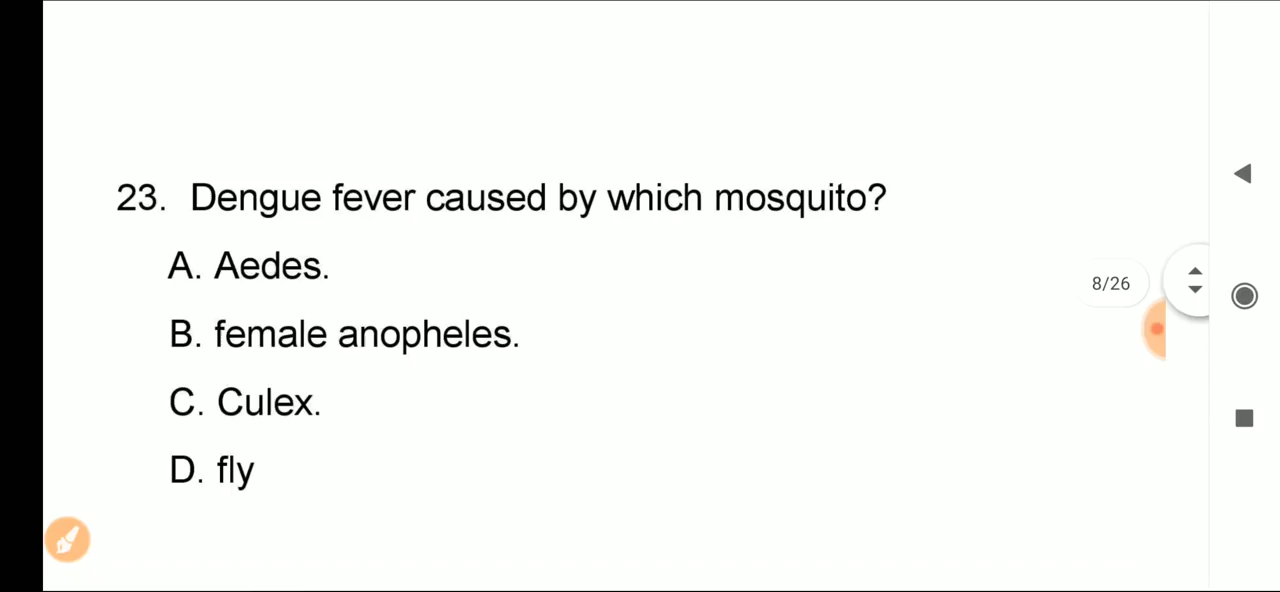 23. Dengue fever caused by which mosquito?
A. Aedes.
8/26
B. female anopheles.
C. Culex.
D. fly